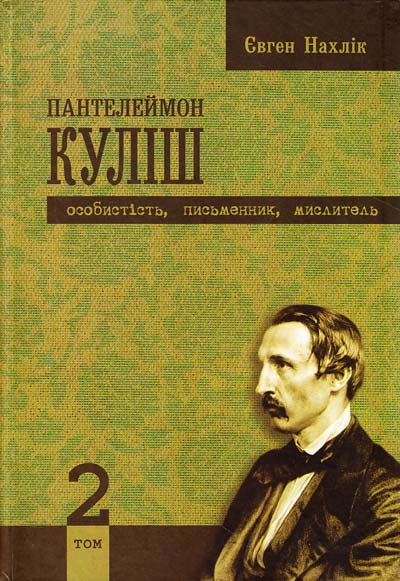 Євген Нахлік
ПАНТЕЛЕЙМОН
КУЛІШ
особистість, письменник, мислитель
2
ТОМ